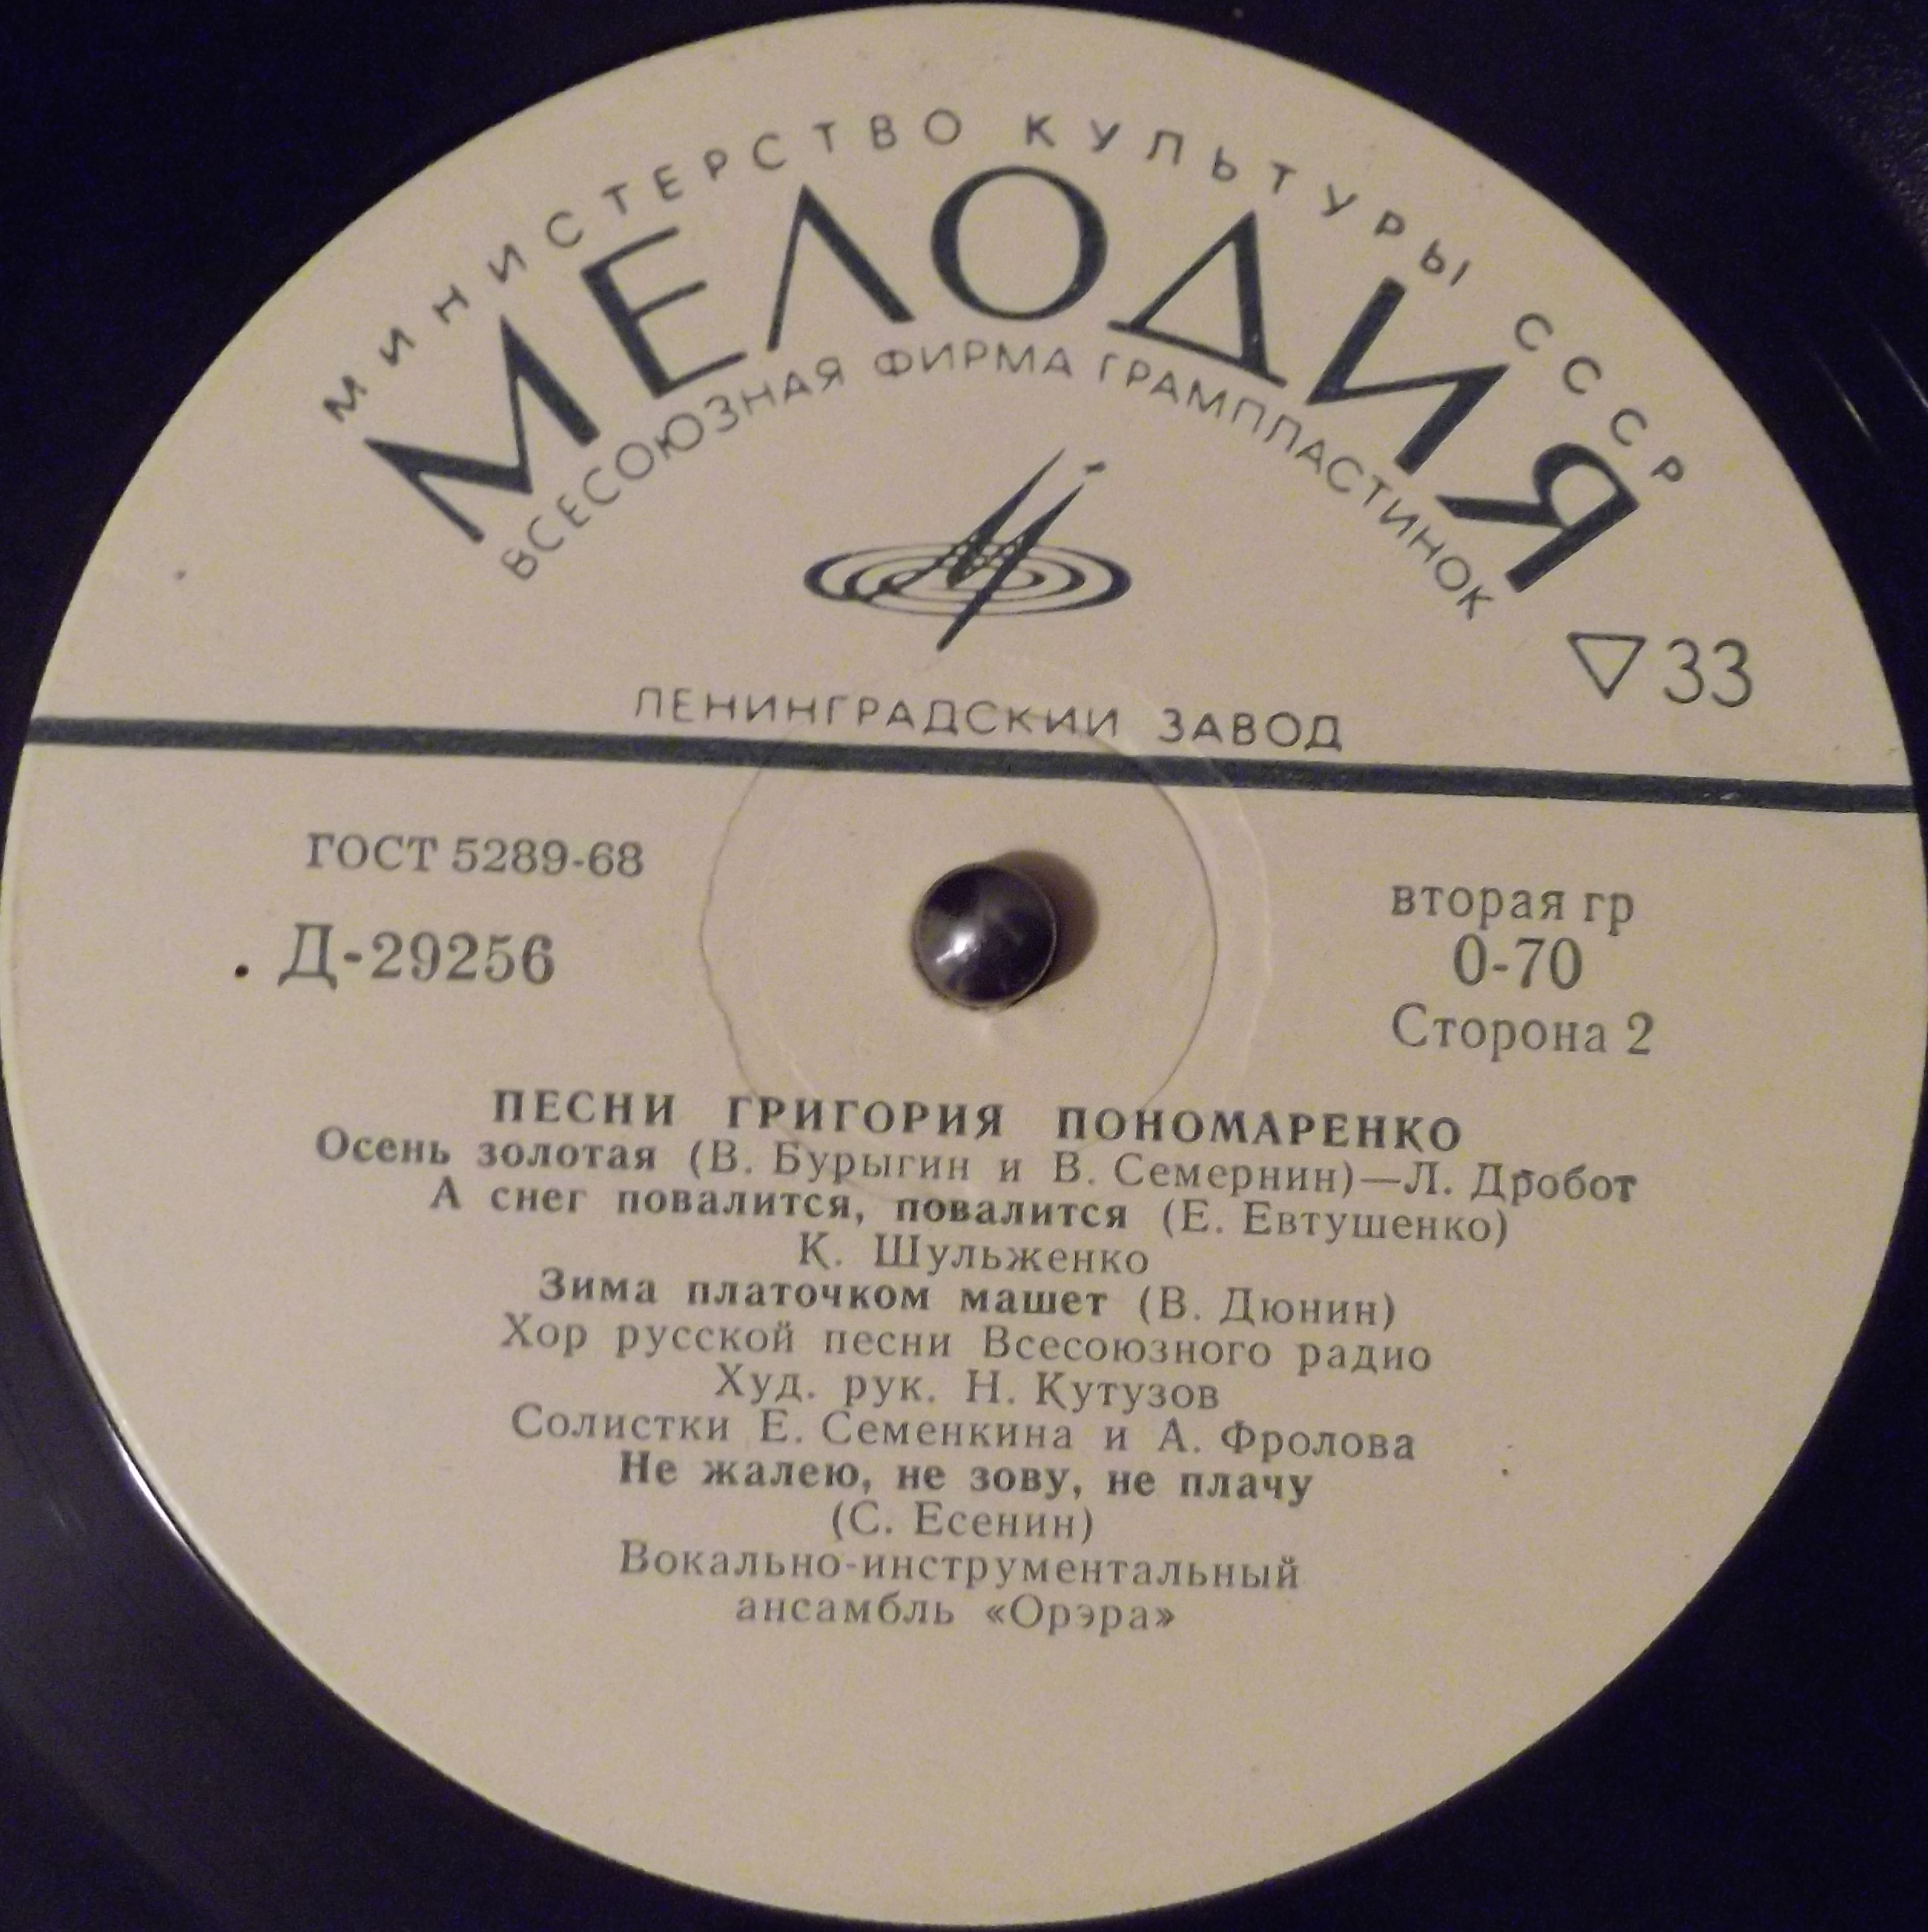 МИНИСТЕРСТВО КУЛЬТУРЫ СССР
МЕЛОДИЯ
ВСЕСОЮЗНАЯ ФИРМА ГРАМПЛАСТИНОК
▽33
ЛЕНИНГРАДСКИЙ ЗАВОД
ГОСТ 5289-68
Д-29256
вторая гр
0-70
Сторона 2
ПЕСНИ ГРИГОРИЯ ПОНОМАРЕНКО
Осень золотая (В. Бурыгин и В. Семернин)—Л. Дробот
А снег повалится, повалится (Е. Евтушенко)
К. Шульженко
Зима платочком машет (В. Дюнин)
Хор русской песни Всесоюзного радио
Худ. рук. Н. Кутузов
Солистки Е. Семенкина и А. Фролова
Не жалею, не зову, не плачу
(С. Есенин)
Вокально-инструментальный
ансамбль «Орэра»